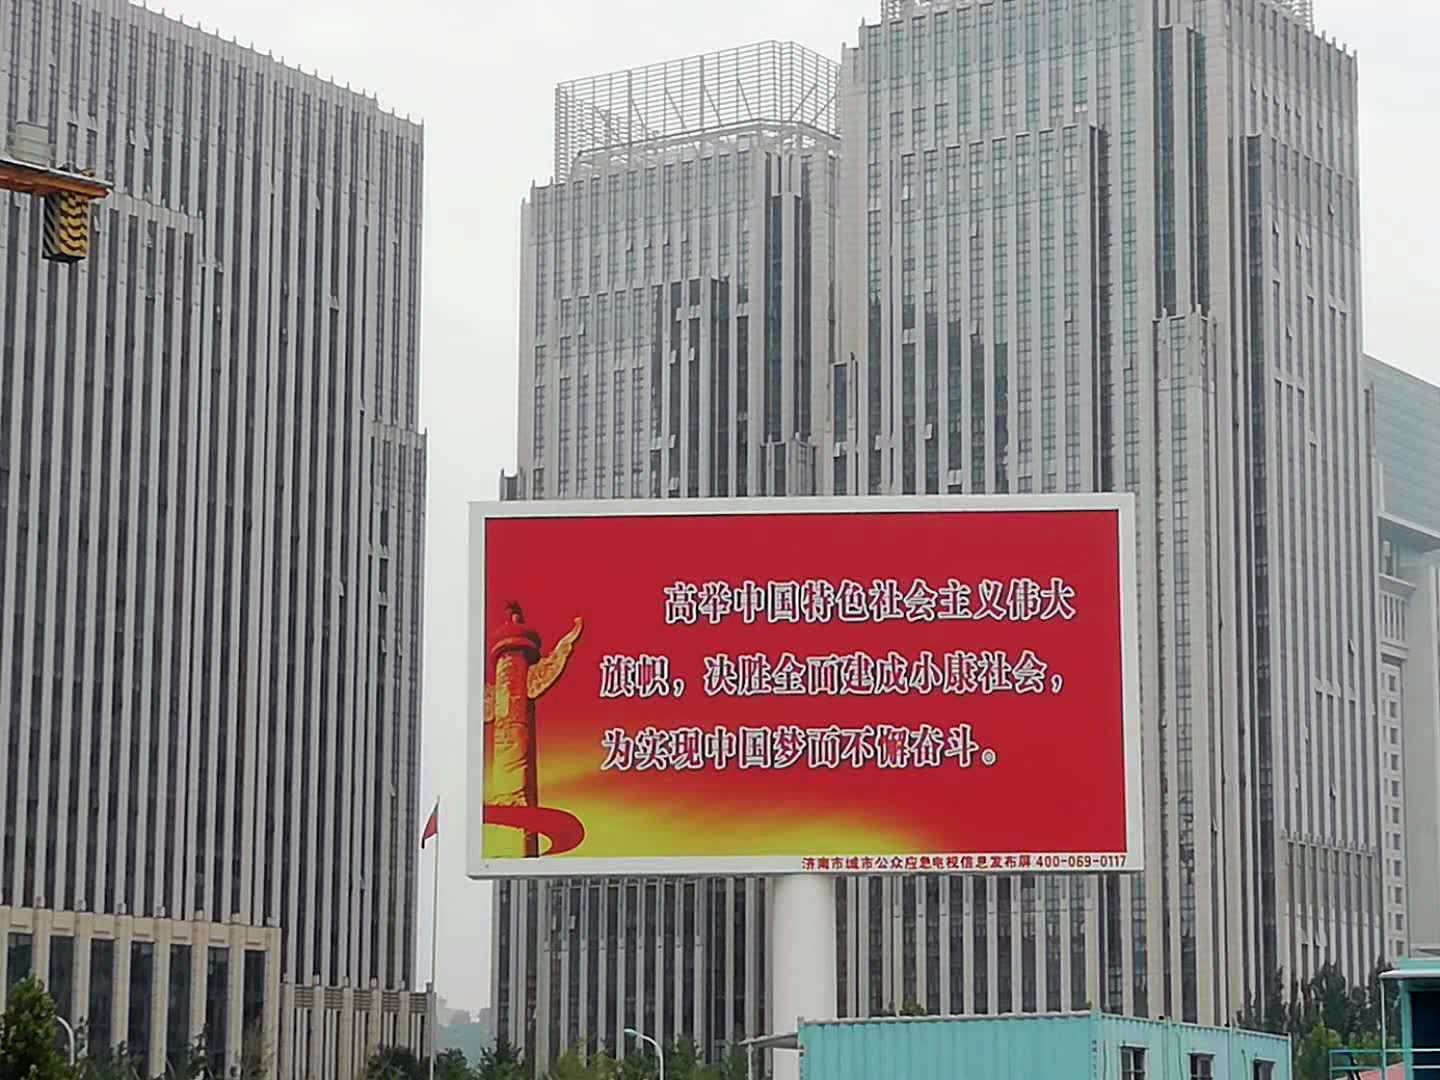 高举中国特色社会主义伟大
旗帜，决胜全面建成小康社会，
为实现中国梦而不懈奋斗。
济南市城市公众应急电视信息发布屏 400-069-0117